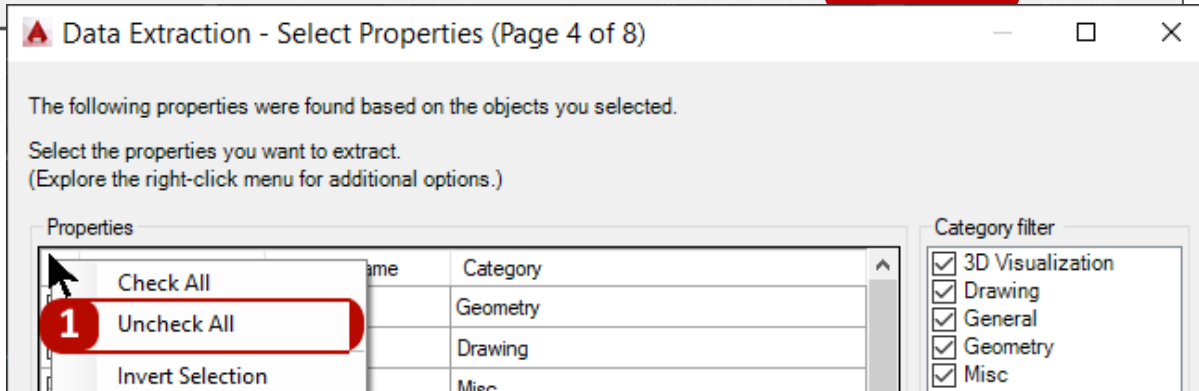 Data Extraction - Select Properties (Page 4 of 8)
The following properties were found based on the objects you selected.
Select the properties you want to extract.
(Explore the right-click menu for additional options.)
Properties
Category filter
ame Category
Check All
Geometry
1 Uncheck All
Drawing
Invert Selection
Misc
3D Visualization
Drawing
General
Geometry
Misc